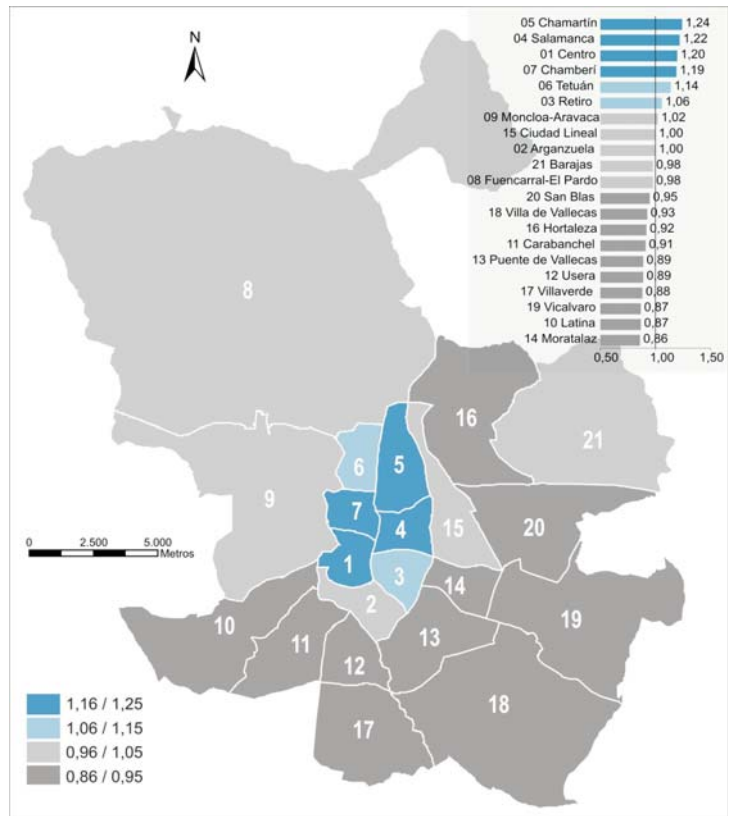 N
05 Chamartín 1,24
04 Salamanca 1,22
01 Centro 1,20
07 Chamberí 1,19
06 Tetuán 1,14
03 Retiro 1,06
09 Moncloa-Aravaca 1,02
15 Ciudad Lineal 1,00
02 Arganzuela 1,00
21 Barajas 0,98
08 Fuencarral-El Pardo 0,98
20 San Blas 0,95
18 Villa de Vallecas 0,93
16 Hortaleza 0,92
11 Carabanchel 0,91
13 Puente de Vallecas 0,89
12 Usera 0,89
17 Villaverde 0,88
19 Vicalvaro 0,87
10 Latina 0,87
14 Moratalaz 0,86
0,50 1,00 1,50
8
16
21
6
5
9
7
4
15
20
1
3
14
2
19
10
11
12
13
18
17
0 2.500 5.000
Metros
1,16 / 1,25
1,06 / 1,15
0,96 / 1,05
0,86 / 0,95